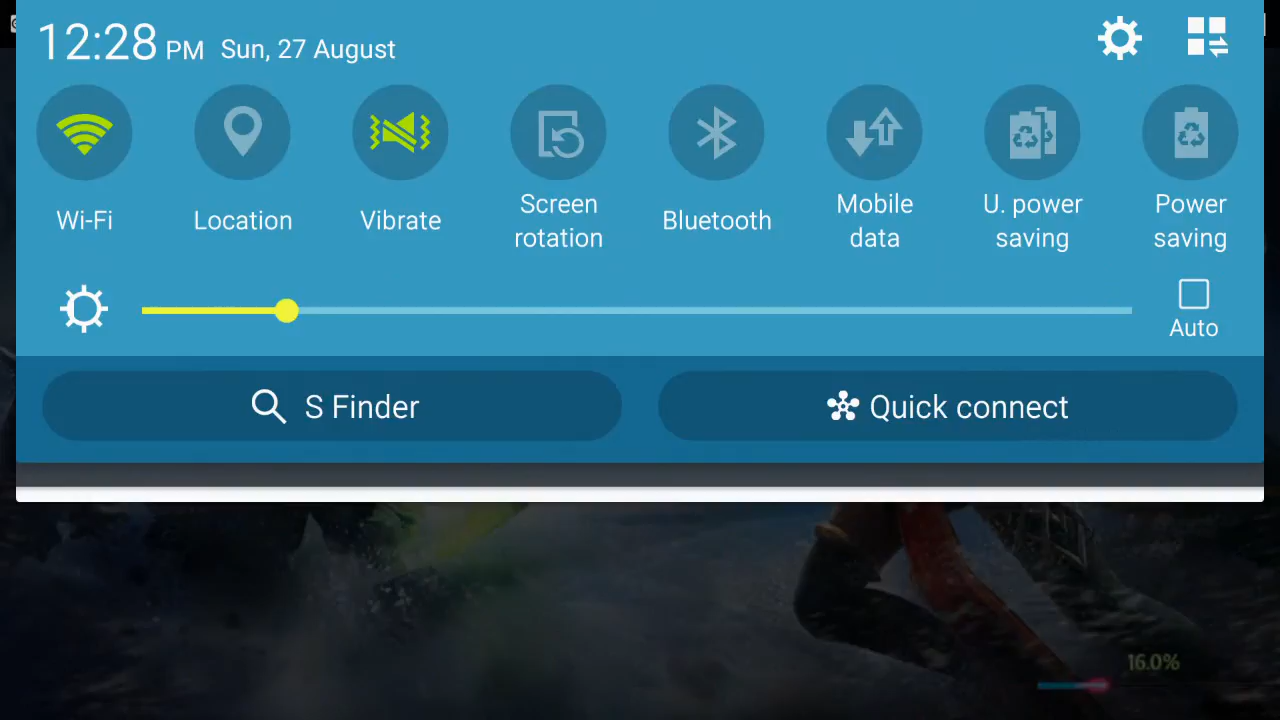 12:28 PM Sun, 27 August
Wi-Fi
Location
Vibrate
Screen
rotation
Bluetooth
Mobile
data
U. power
saving
Power
saving
Auto
S Finder
Quick connect
16.0%